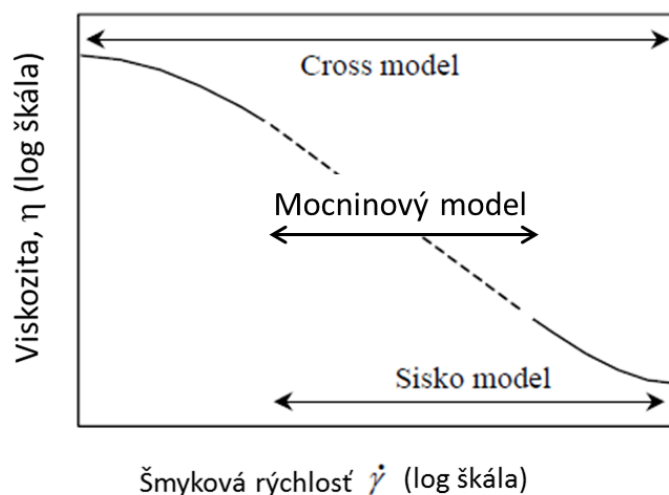 Cross model
Viskozita, η (log škála)
Mocninový model
Sisko model
Šmyková rýchlosť γ̇ (log škála)